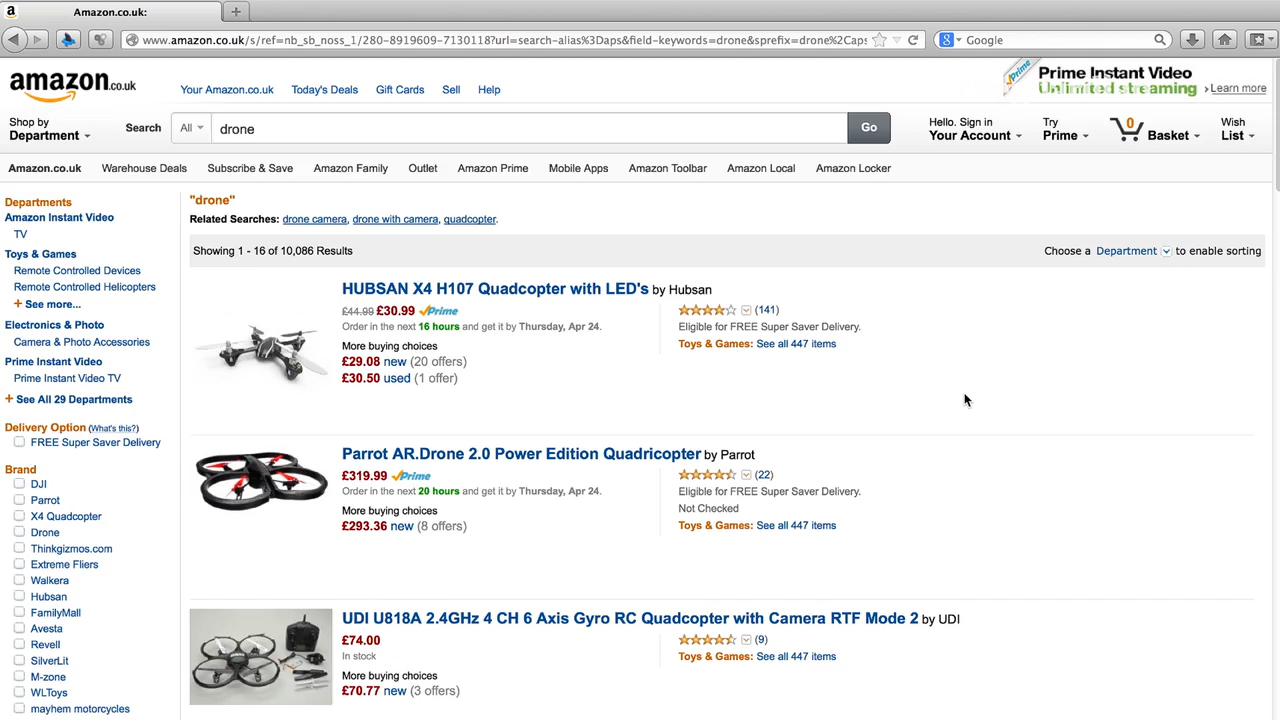 Amazon.co.uk:
www.amazon.co.uk/s/ref=nb_sb_noss_1/280-8919609-7130118?url=search-alias%3Daps&field-keywords=drone&sprefix=drone%2Caps
Google
amazon.co.uk
Your Amazon.co.uk Today's Deals Gift Cards Sell Help
Prime Instant Video
Unlimited streaming
Learn more
Shop by
Department
Search All drone Go
Hello. Sign in
Your Account
Try
Prime
0
Basket
Wish
List
Amazon.co.uk Warehouse Deals Subscribe & Save Amazon Family Outlet Amazon Prime Mobile Apps Amazon Toolbar Amazon Local Amazon Locker
Departments
Amazon Instant Video
TV
Toys & Games
Remote Controlled Devices
Remote Controlled Helicopters
+ See more...
Electronics & Photo
Camera & Photo Accessories
Prime Instant Video
Prime Instant Video TV
+ See All 29 Departments
Delivery Option (What's this?)
FREE Super Saver Delivery
Brand
DJI
Parrot
X4 Quadcopter
Drone
Thinkgizmos.com
Extreme Fliers
Walkera
Hubsan
FamilyMall
Avesta
Revell
SilverLit
M-zone
WLToys
mayhem motorcycles
"drone"
Related Searches: drone camera, drone with camera, quadcopter.
Showing 1 - 16 of 10,086 Results
Choose a Department to enable sorting
HUBSAN X4 H107 Quadcopter with LED's by Hubsan
£44.99 £30.99 Prime
Order in the next 16 hours and get it by Thursday, Apr 24.
More buying choices
£29.08 new (20 offers)
£30.50 used (1 offer)
(141)
Eligible for FREE Super Saver Delivery.
Toys & Games: See all 447 items
Parrot AR.Drone 2.0 Power Edition Quadricopter by Parrot
£319.99 Prime
Order in the next 20 hours and get it by Thursday, Apr 24.
More buying choices
£293.36 new (8 offers)
(22)
Eligible for FREE Super Saver Delivery.
Not Checked
Toys & Games: See all 447 items
UDI U818A 2.4GHz 4 CH 6 Axis Gyro RC Quadcopter with Camera RTF Mode 2 by UDI
£74.00
In stock
More buying choices
£70.77 new (3 offers)
(9)
Toys & Games: See all 447 items